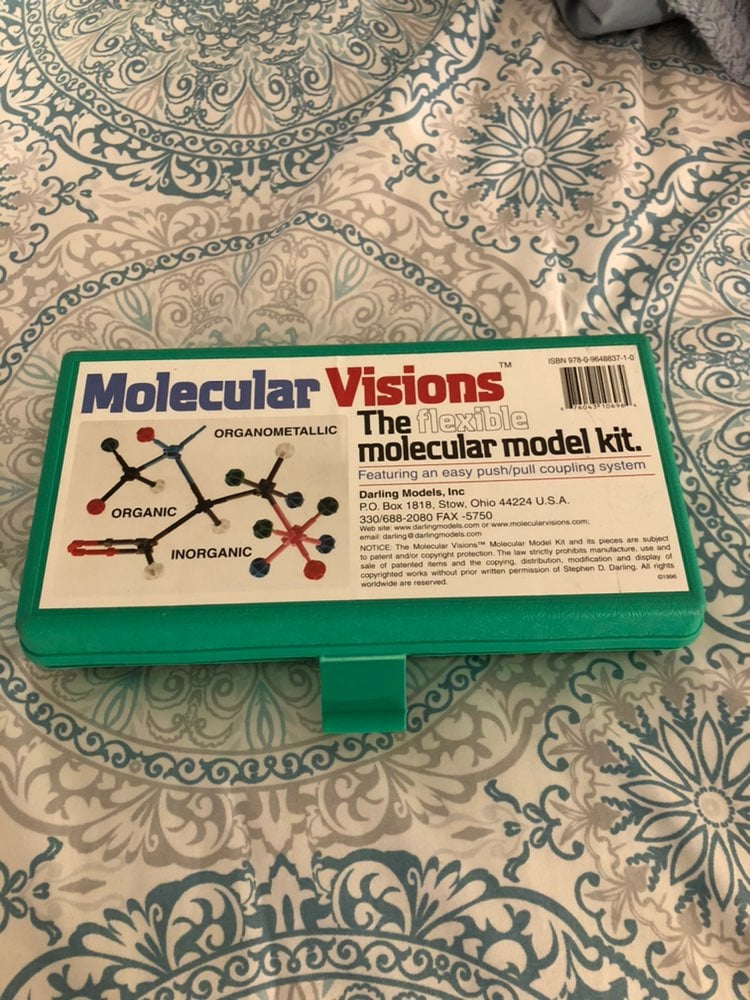 Molecular Visions™
ISBN 978-0-9648837-1-0
The flexible
molecular model kit.
Featuring an easy push/pull coupling system
Darling Models, Inc
P.O. Box 1818, Stow, Ohio 44224 U.S.A.
330/688-2080 FAX -5750
Web site: www.darlingmodels.com or www.molecularvisions.com;
email: darling@darlingmodels.com
NOTICE: The Molecular Visions™ Molecular Model Kit and its pieces are subject
to patent and/or copyright protection. The law strictly prohibits manufacture, use and
sale of patented items and the copying, distribution, modification and display of
copyrighted works without prior written permission of Stephen D. Darling. All rights
worldwide are reserved.
©1996
ORGANOMETALLIC
ORGANIC
INORGANIC